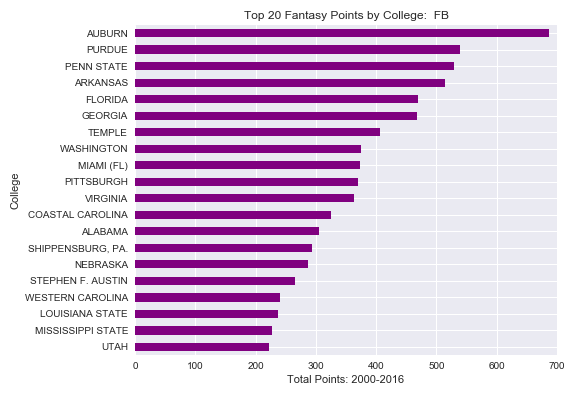 Top 20 Fantasy Points by College:  FB
AUBURN
PURDUE
PENN STATE
ARKANSAS
FLORIDA
GEORGIA
TEMPLE
WASHINGTON
MIAMI (FL)
PITTSBURGH
VIRGINIA
COASTAL CAROLINA
ALABAMA
SHIPPENSBURG, PA.
NEBRASKA
STEPHEN F. AUSTIN
WESTERN CAROLINA
LOUISIANA STATE
MISSISSIPPI STATE
UTAH
College
0 100 200 300 400 500 600 700
Total Points: 2000-2016